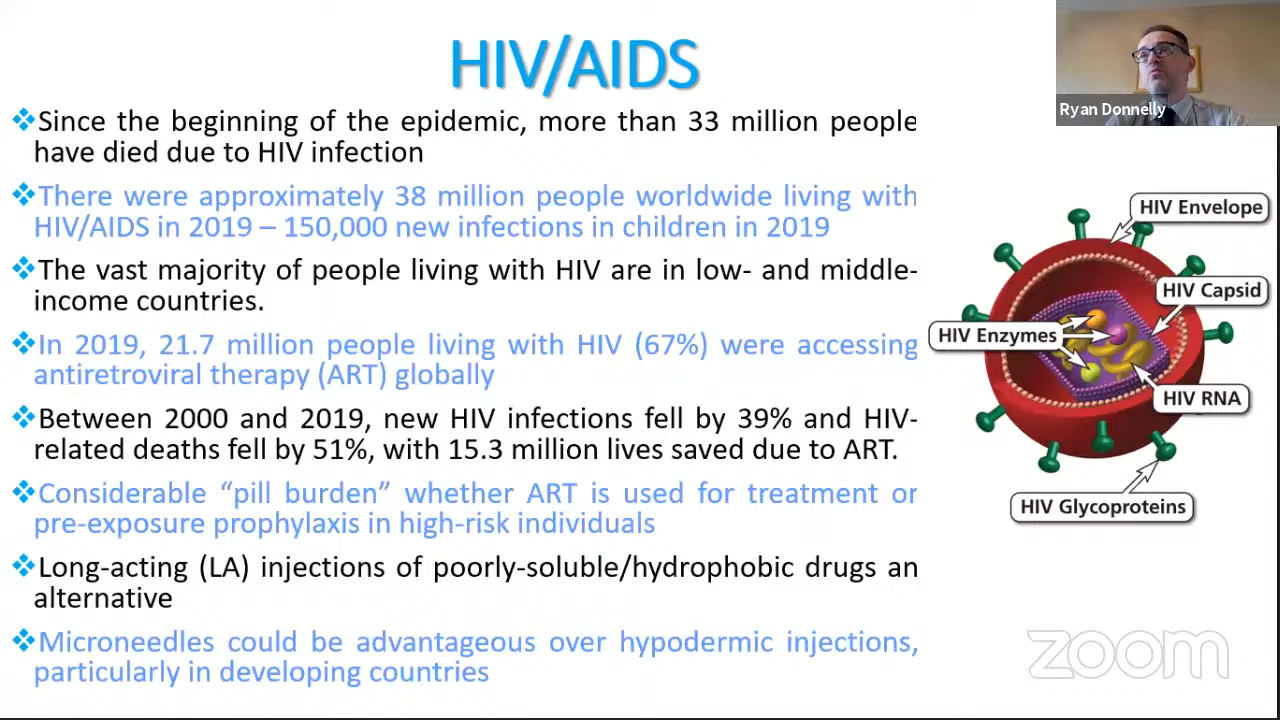 HIV/AIDS
Ryan Donnelly
❖Since the beginning of the epidemic, more than 33 million people
have died due to HIV infection
❖There were approximately 38 million people worldwide living with
HIV/AIDS in 2019 – 150,000 new infections in children in 2019
❖The vast majority of people living with HIV are in low- and middle-
income countries.
❖In 2019, 21.7 million people living with HIV (67%) were accessing
antiretroviral therapy (ART) globally
❖Between 2000 and 2019, new HIV infections fell by 39% and HIV-
related deaths fell by 51%, with 15.3 million lives saved due to ART.
❖Considerable “pill burden” whether ART is used for treatment or
pre-exposure prophylaxis in high-risk individuals
❖Long-acting (LA) injections of poorly-soluble/hydrophobic drugs an
alternative
❖Microneedles could be advantageous over hypodermic injections,
particularly in developing countries
HIV Envelope
HIV Capsid
HIV Enzymes
HIV RNA
HIV Glycoproteins
zoom